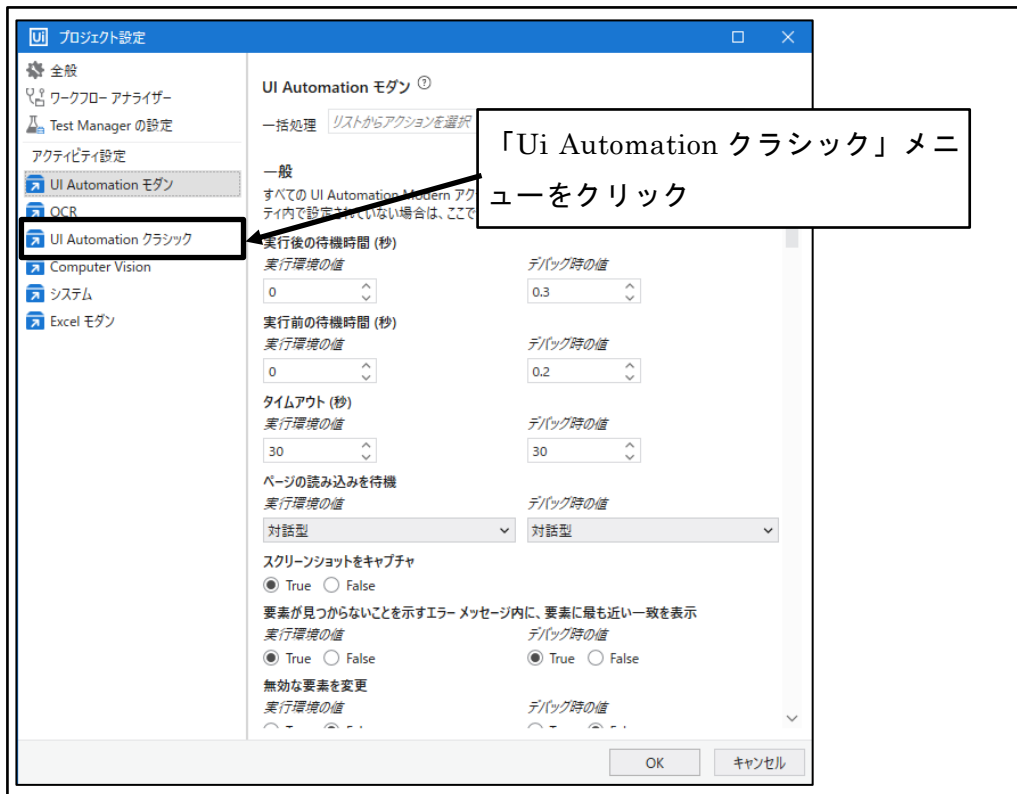 Ui プロジェクト設定
全般
ワークフロー アナライザー
Test Manager の設定
アクティビティ設定
UI Automation モダン
OCR
UI Automation クラシック
Computer Vision
システム
Excel モダン
UI Automation モダン ?
一括処理 リストからアクションを選択
「Ui Automation クラシック」メニ
ューをクリック
一般
すべての UI Automation Modern アク
ティ内で設定されていない場合は、ここで
実行後の待機時間 (秒)
実行環境の値 デバッグ時の値
0 0.3
実行前の待機時間 (秒)
実行環境の値 デバッグ時の値
0 0.2
タイムアウト (秒)
実行環境の値 デバッグ時の値
30 30
ページの読み込みを待機
実行環境の値 デバッグ時の値
対話型 対話型
スクリーンショットをキャプチャ
True False
要素が見つからないことを示すエラー メッセージ内に、要素に最も近い一致を表示
実行環境の値 デバッグ時の値
True False True False
無効な要素を変更
実行環境の値 デバッグ時の値
OK キャンセル